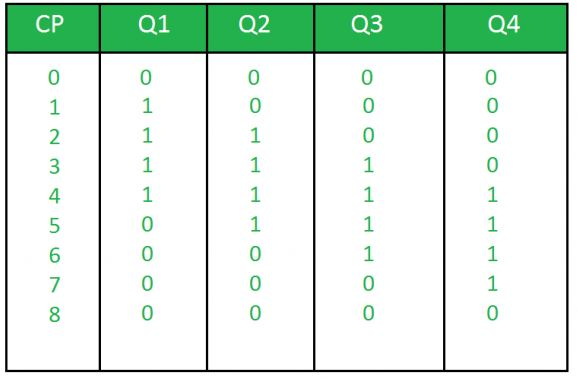 CP Q1 Q2 Q3 Q4
0 0 0 0 0
1 1 0 0 0
2 1 1 0 0
3 1 1 1 0
4 1 1 1 1
5 0 1 1 1
6 0 0 1 1
7 0 0 0 1
8 0 0 0 0